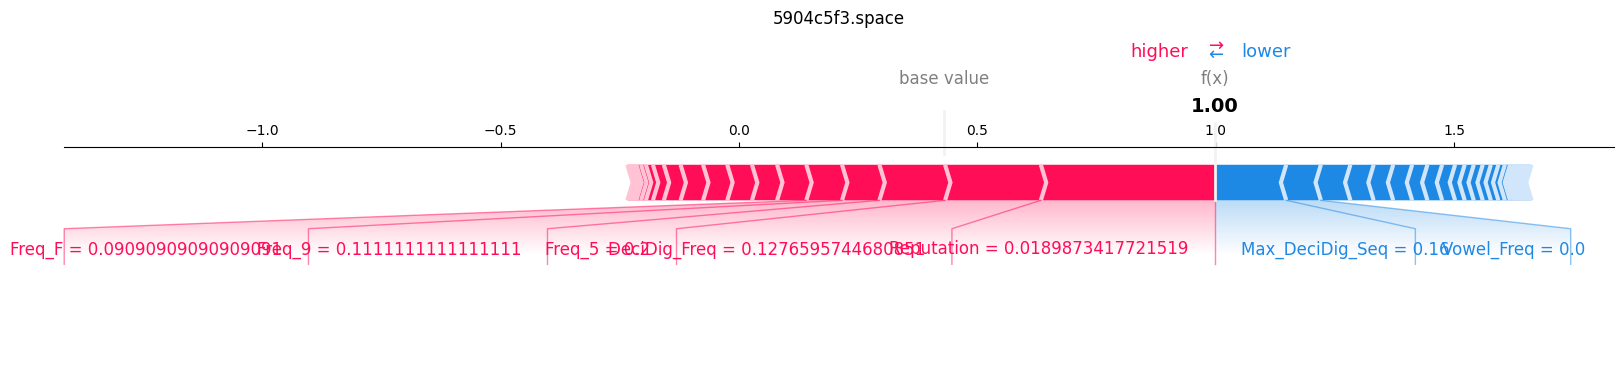 5904c5f3.space
higher ⇄ lower
base value f(x)
1.00
−1.0 −0.5 0.0 0.5 1.0 1.5
Freq_F = 0.09090909090909091 Freq_9 = 0.1111111111111111 Freq_5 = 0.2 DeciDig_Freq = 0.1276595744680851 Reputation = 0.0189873417721519 Max_DeciDig_Seq = 0.16 Vowel_Freq = 0.0